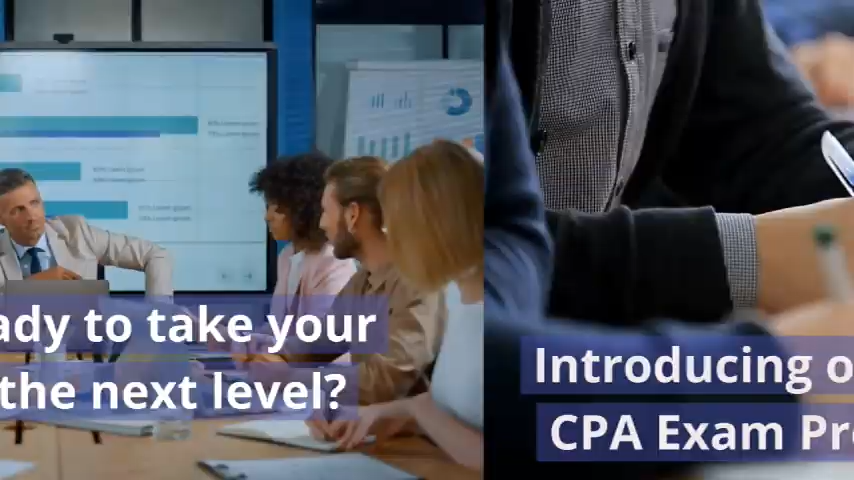 ady to take your
the next level?
Introducing o
CPA Exam Pr